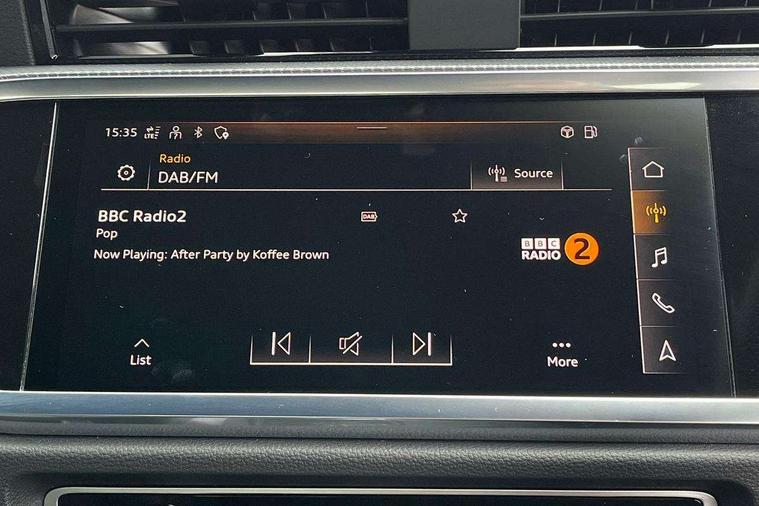 15:35 LTE
Radio
DAB/FM
Source
BBC Radio2
DAB
Pop
Now Playing: After Party by Koffee Brown
BBC
RADIO 2
List
More